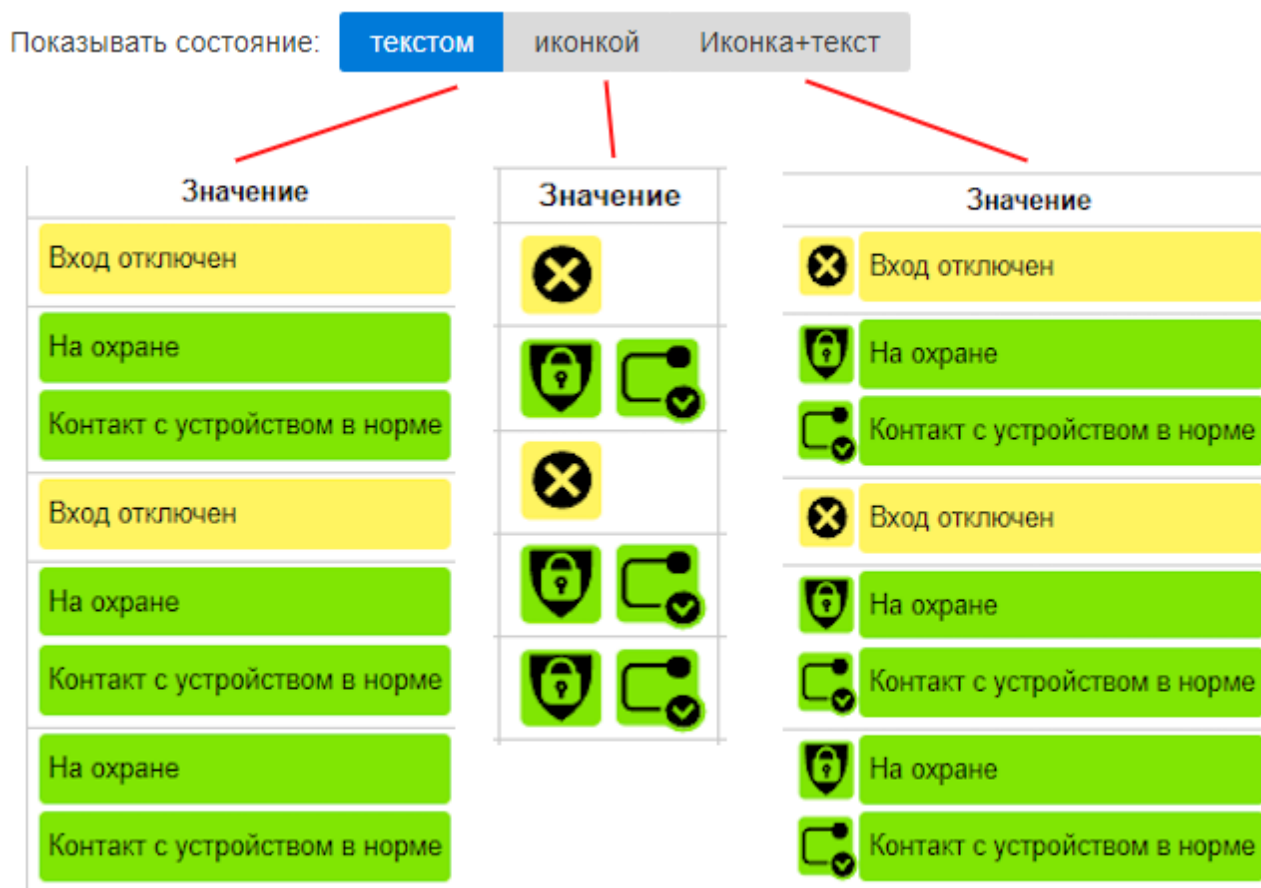 Показывать состояние: текстом иконкой Иконка+текст
Значение
Вход отключен
На охране
Контакт с устройством в норме
Вход отключен
На охране
Контакт с устройством в норме
На охране
Контакт с устройством в норме
Значение
Значение
Вход отключен
На охране
Контакт с устройством в норме
Вход отключен
На охране
Контакт с устройством в норме
На охране
Контакт с устройством в норме